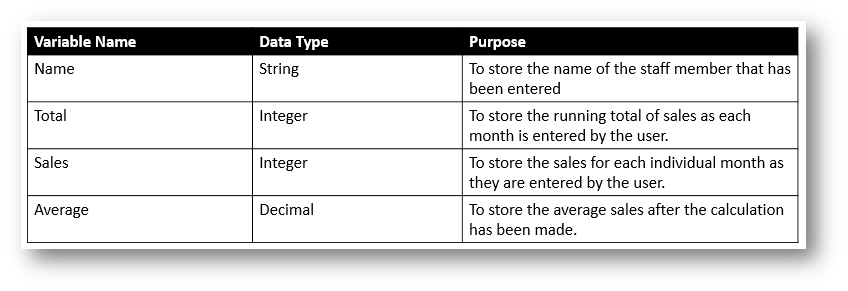 Variable Name Data Type Purpose
Name String To store the name of the staff member that has
been entered
Total Integer To store the running total of sales as each
month is entered by the user.
Sales Integer To store the sales for each individual month as
they are entered by the user.
Average Decimal To store the average sales after the calculation
has been made.